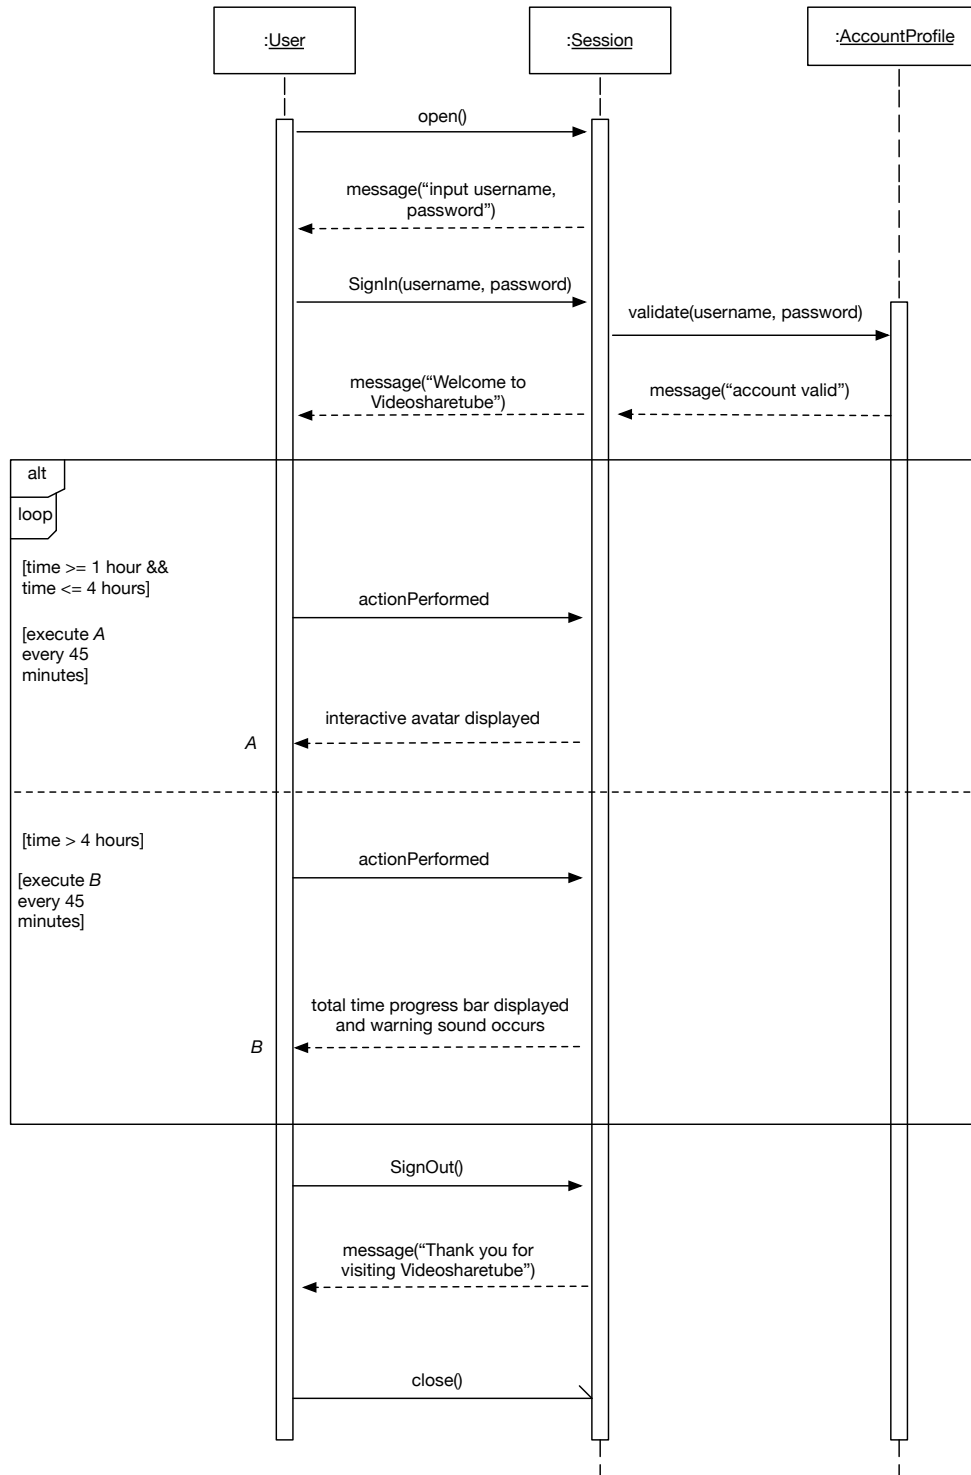 :User
:Session
:AccountProfile
open()
message(“input username,
password”)
SignIn(username, password)
validate(username, password)
message(“Welcome to
Videosharetube”)
message(“account valid”)
alt
loop
[time >= 1 hour &&
time <= 4 hours]
actionPerformed
[execute A
every 45
minutes]
interactive avatar displayed
A
[time > 4 hours]
actionPerformed
[execute B
every 45
minutes]
total time progress bar displayed
and warning sound occurs
B
SignOut()
message(“Thank you for
visiting Videosharetube”)
close()